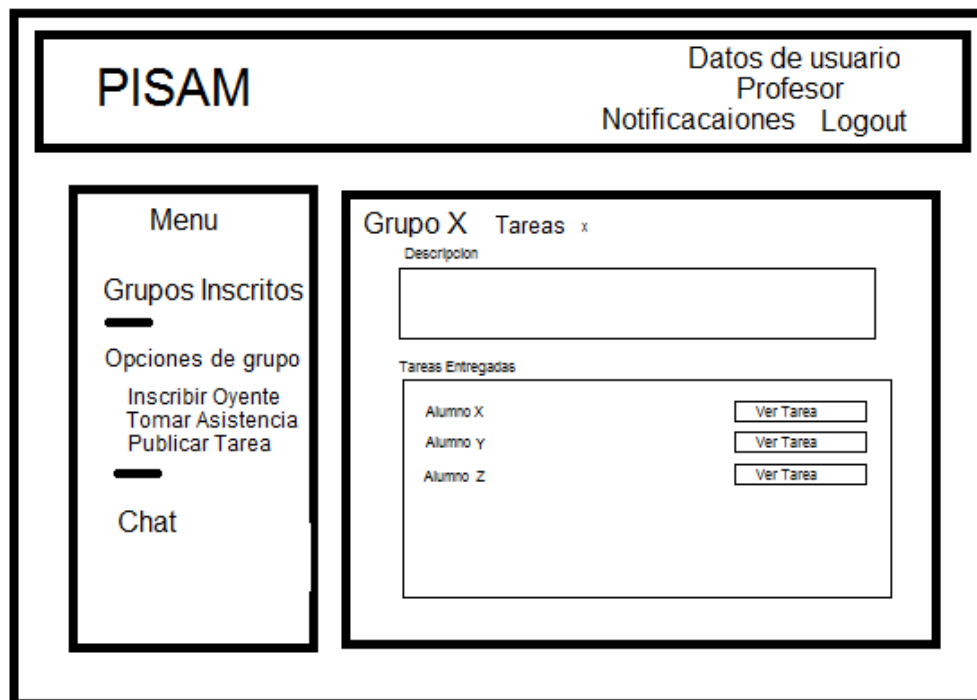 PISAM
Datos de usuario
Profesor
Notificacaiones Logout
Menu
Grupos Inscritos
Opciones de grupo
Inscribir Oyente
Tomar Asistencia
Publicar Tarea
Chat
Grupo X Tareas x
Descripcion
Tareas Entregadas
Alumno X Ver Tarea
Alumno Y Ver Tarea
Alumno Z Ver Tarea